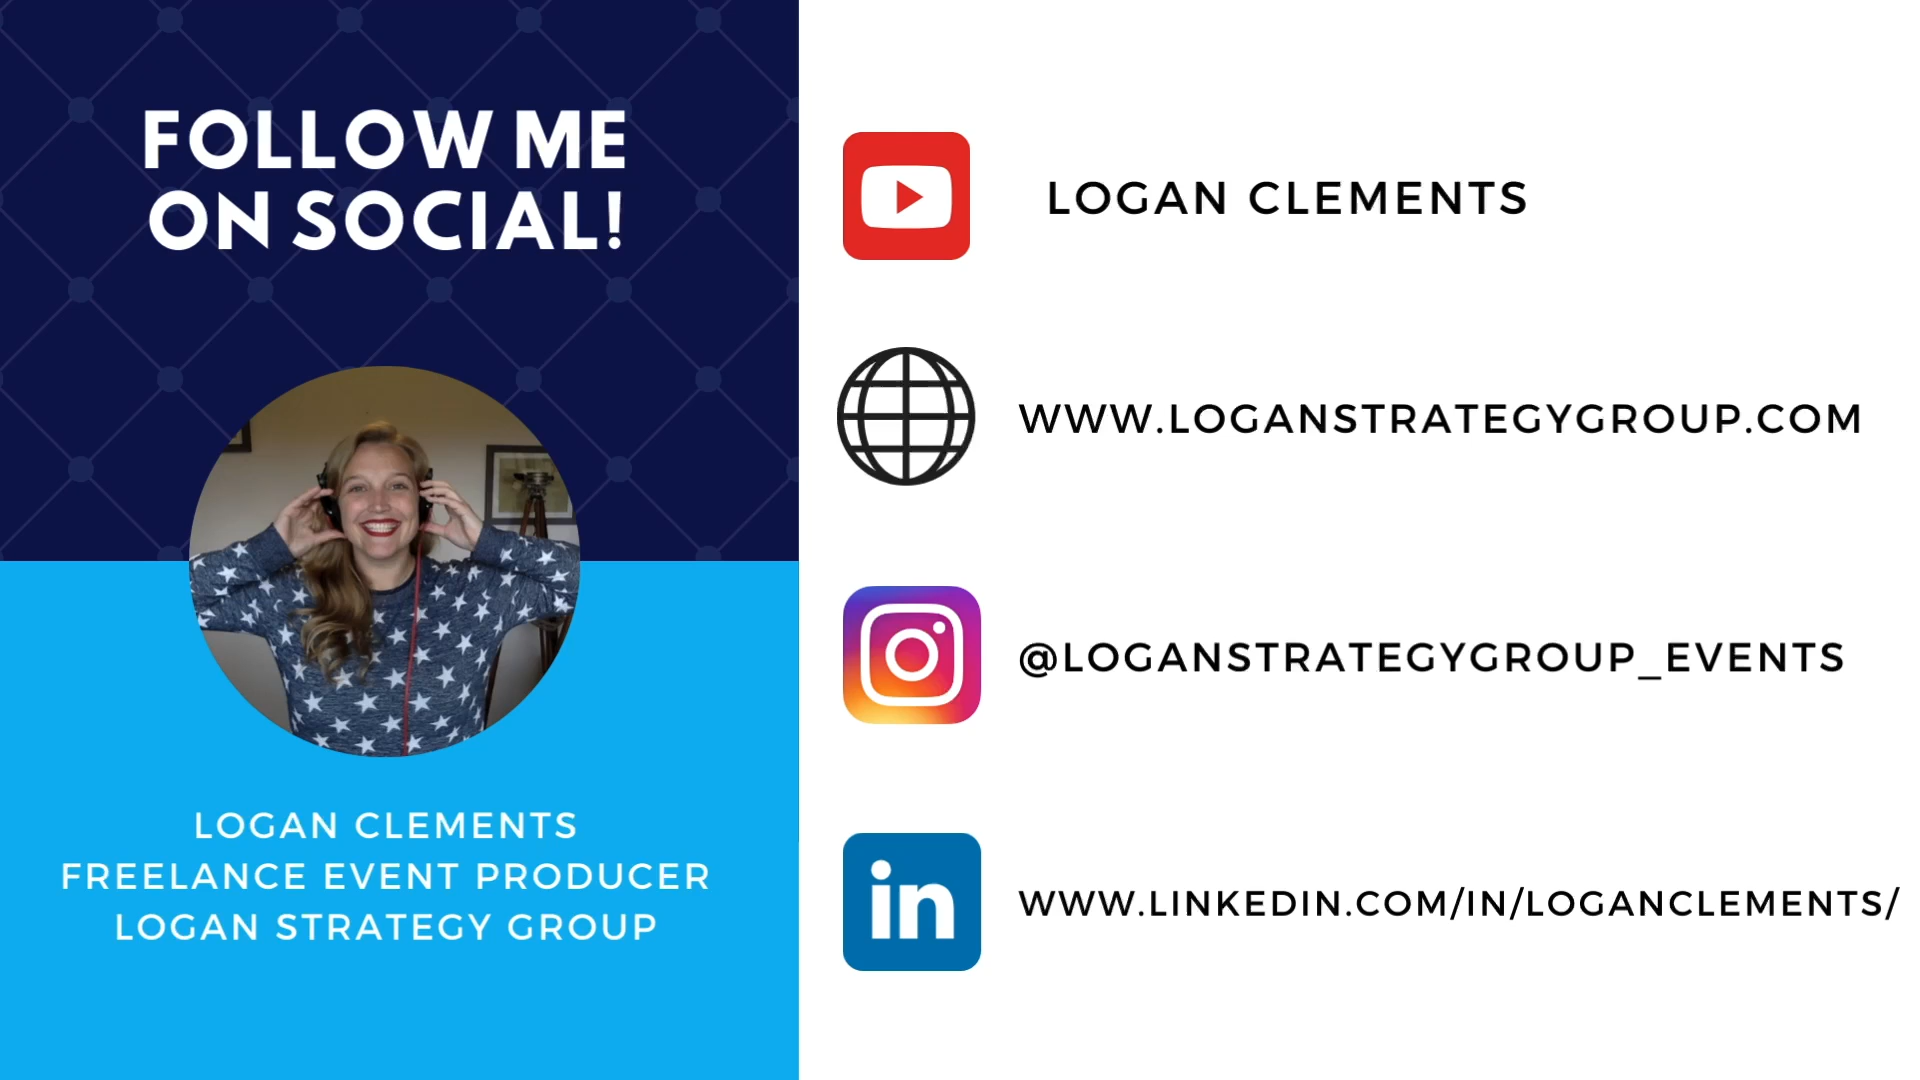 FOLLOW ME
ON SOCIAL!
LOGAN CLEMENTS
FREELANCE EVENT PRODUCER
LOGAN STRATEGY GROUP
LOGAN CLEMENTS
WWW.LOGANSTRATEGYGROUP.COM
@LOGANSTRATEGYGROUP_EVENTS
in
WWW.LINKEDIN.COM/IN/LOGANCLEMENTS/